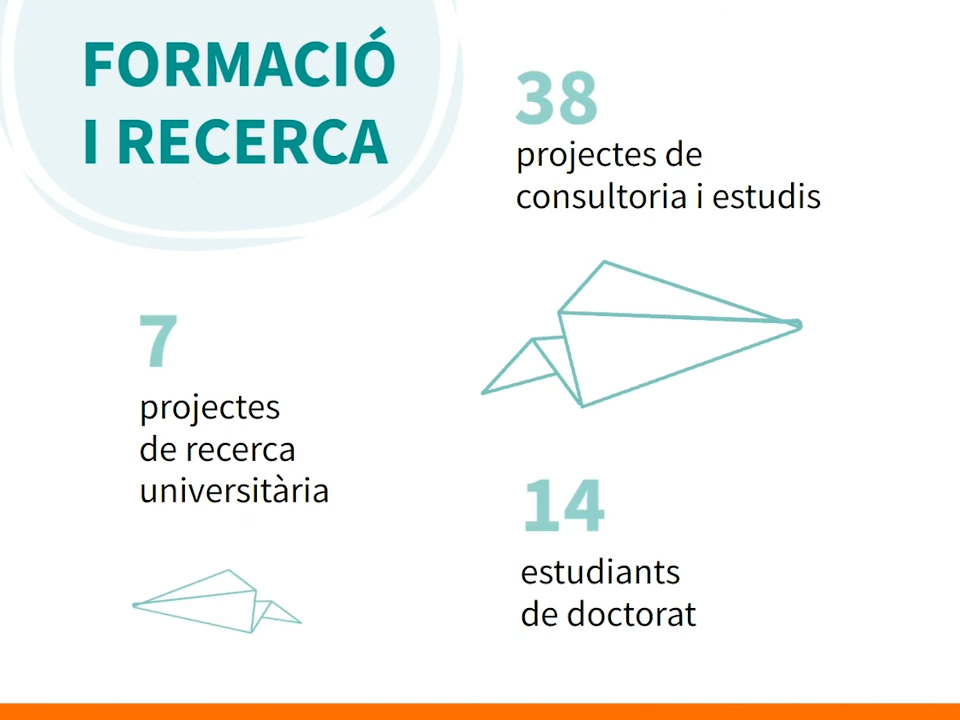 FORMACIÓ
I RECERCA
38
projectes de
consultoria i estudis
7
projectes
de recerca
universitària
14
estudiants
de doctorat